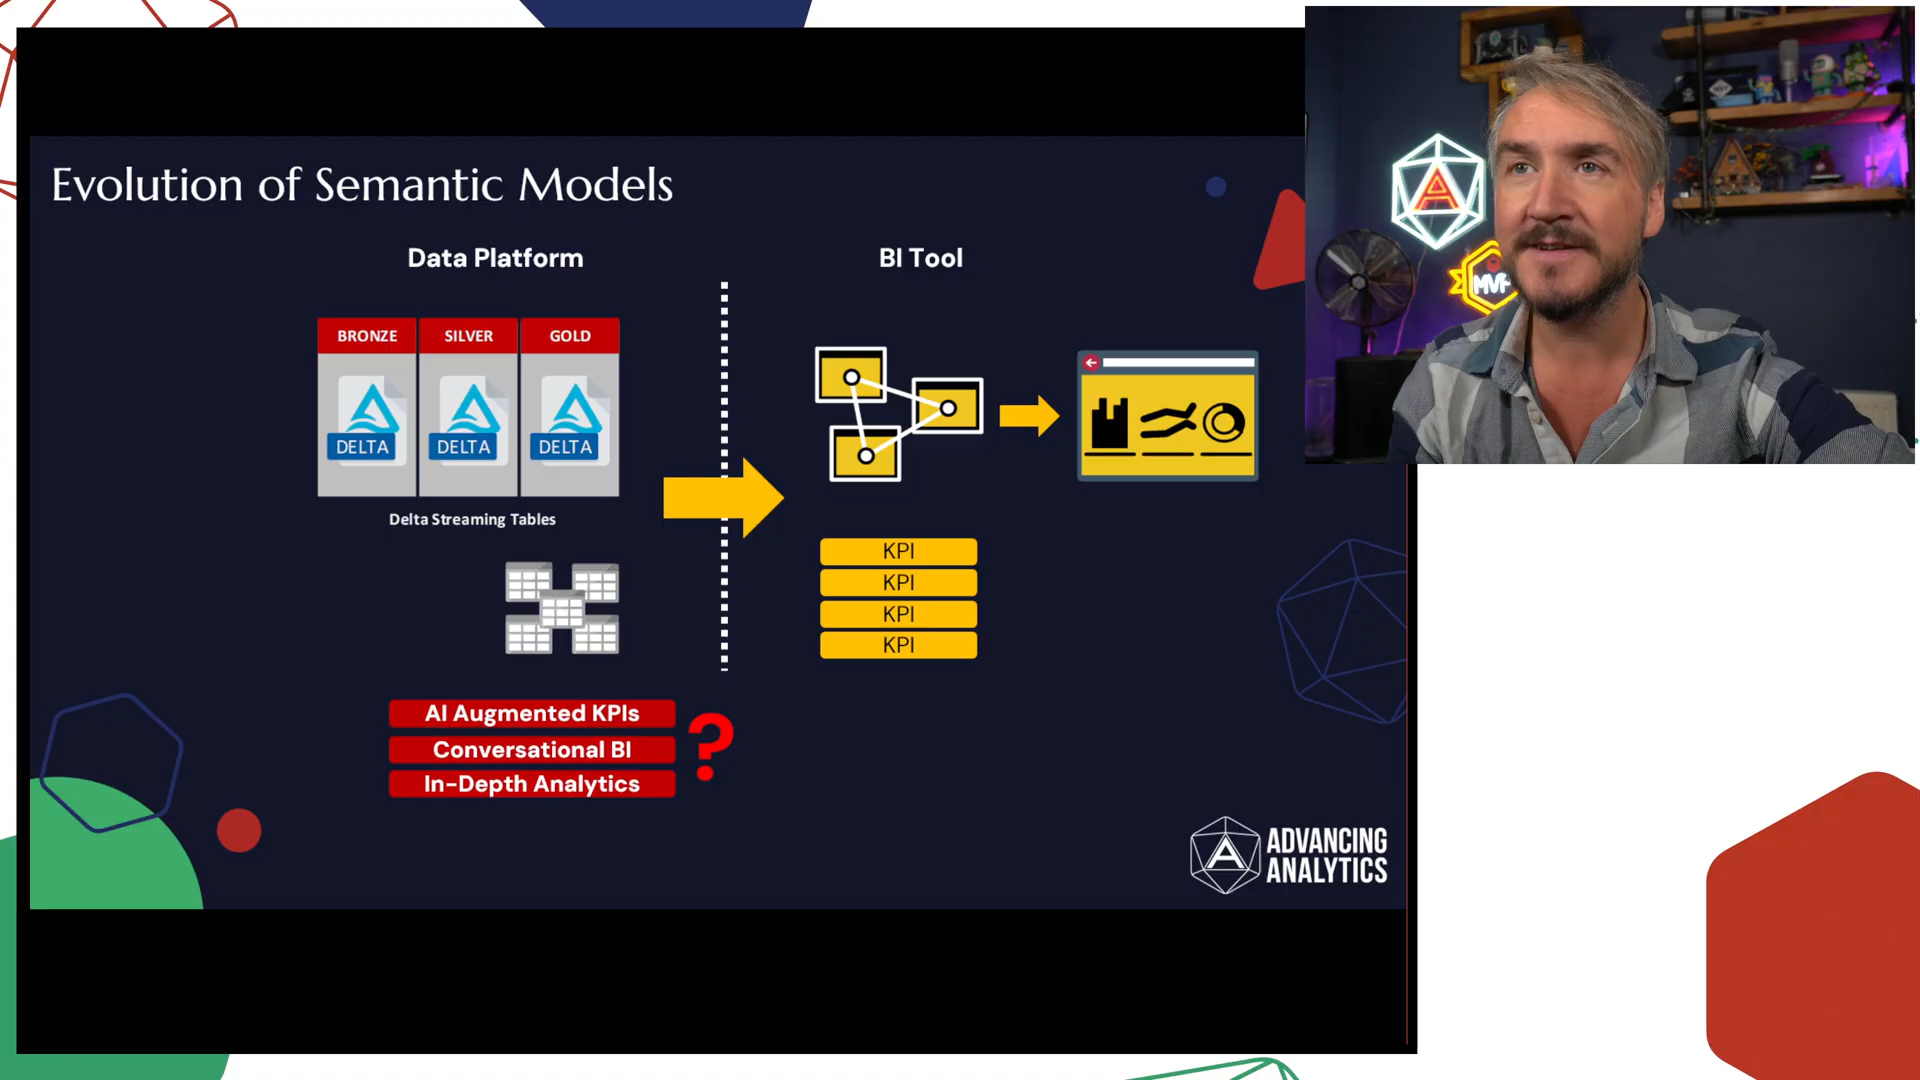 Evolution of Semantic Models
Data Platform
BI Tool
BRONZE
SILVER
GOLD
DELTA
DELTA
DELTA
Delta Streaming Tables
KPI
KPI
KPI
KPI
AI Augmented KPIs
Conversational BI
In-Depth Analytics
?
A
ADVANCING
ANALYTICS
A
MVP